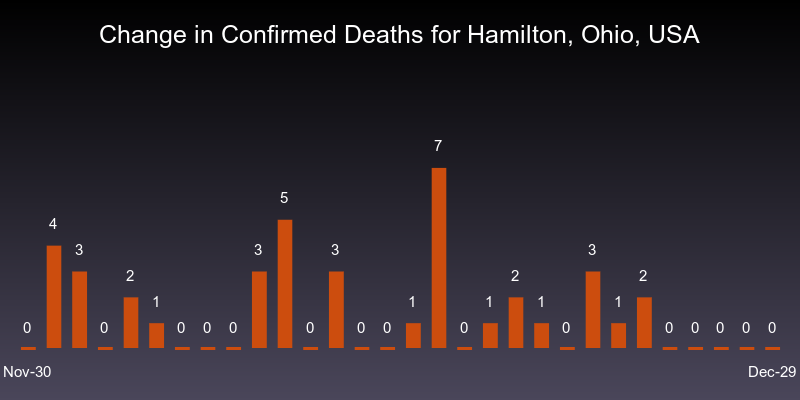 Change in Confirmed Deaths for Hamilton, Ohio, USA
7
5
4
3 3 3 3
2 2 2
1 1 1 1 1
0 0 0 0 0 0 0 0 0 0 0 0 0 0
Nov-30 Dec-29